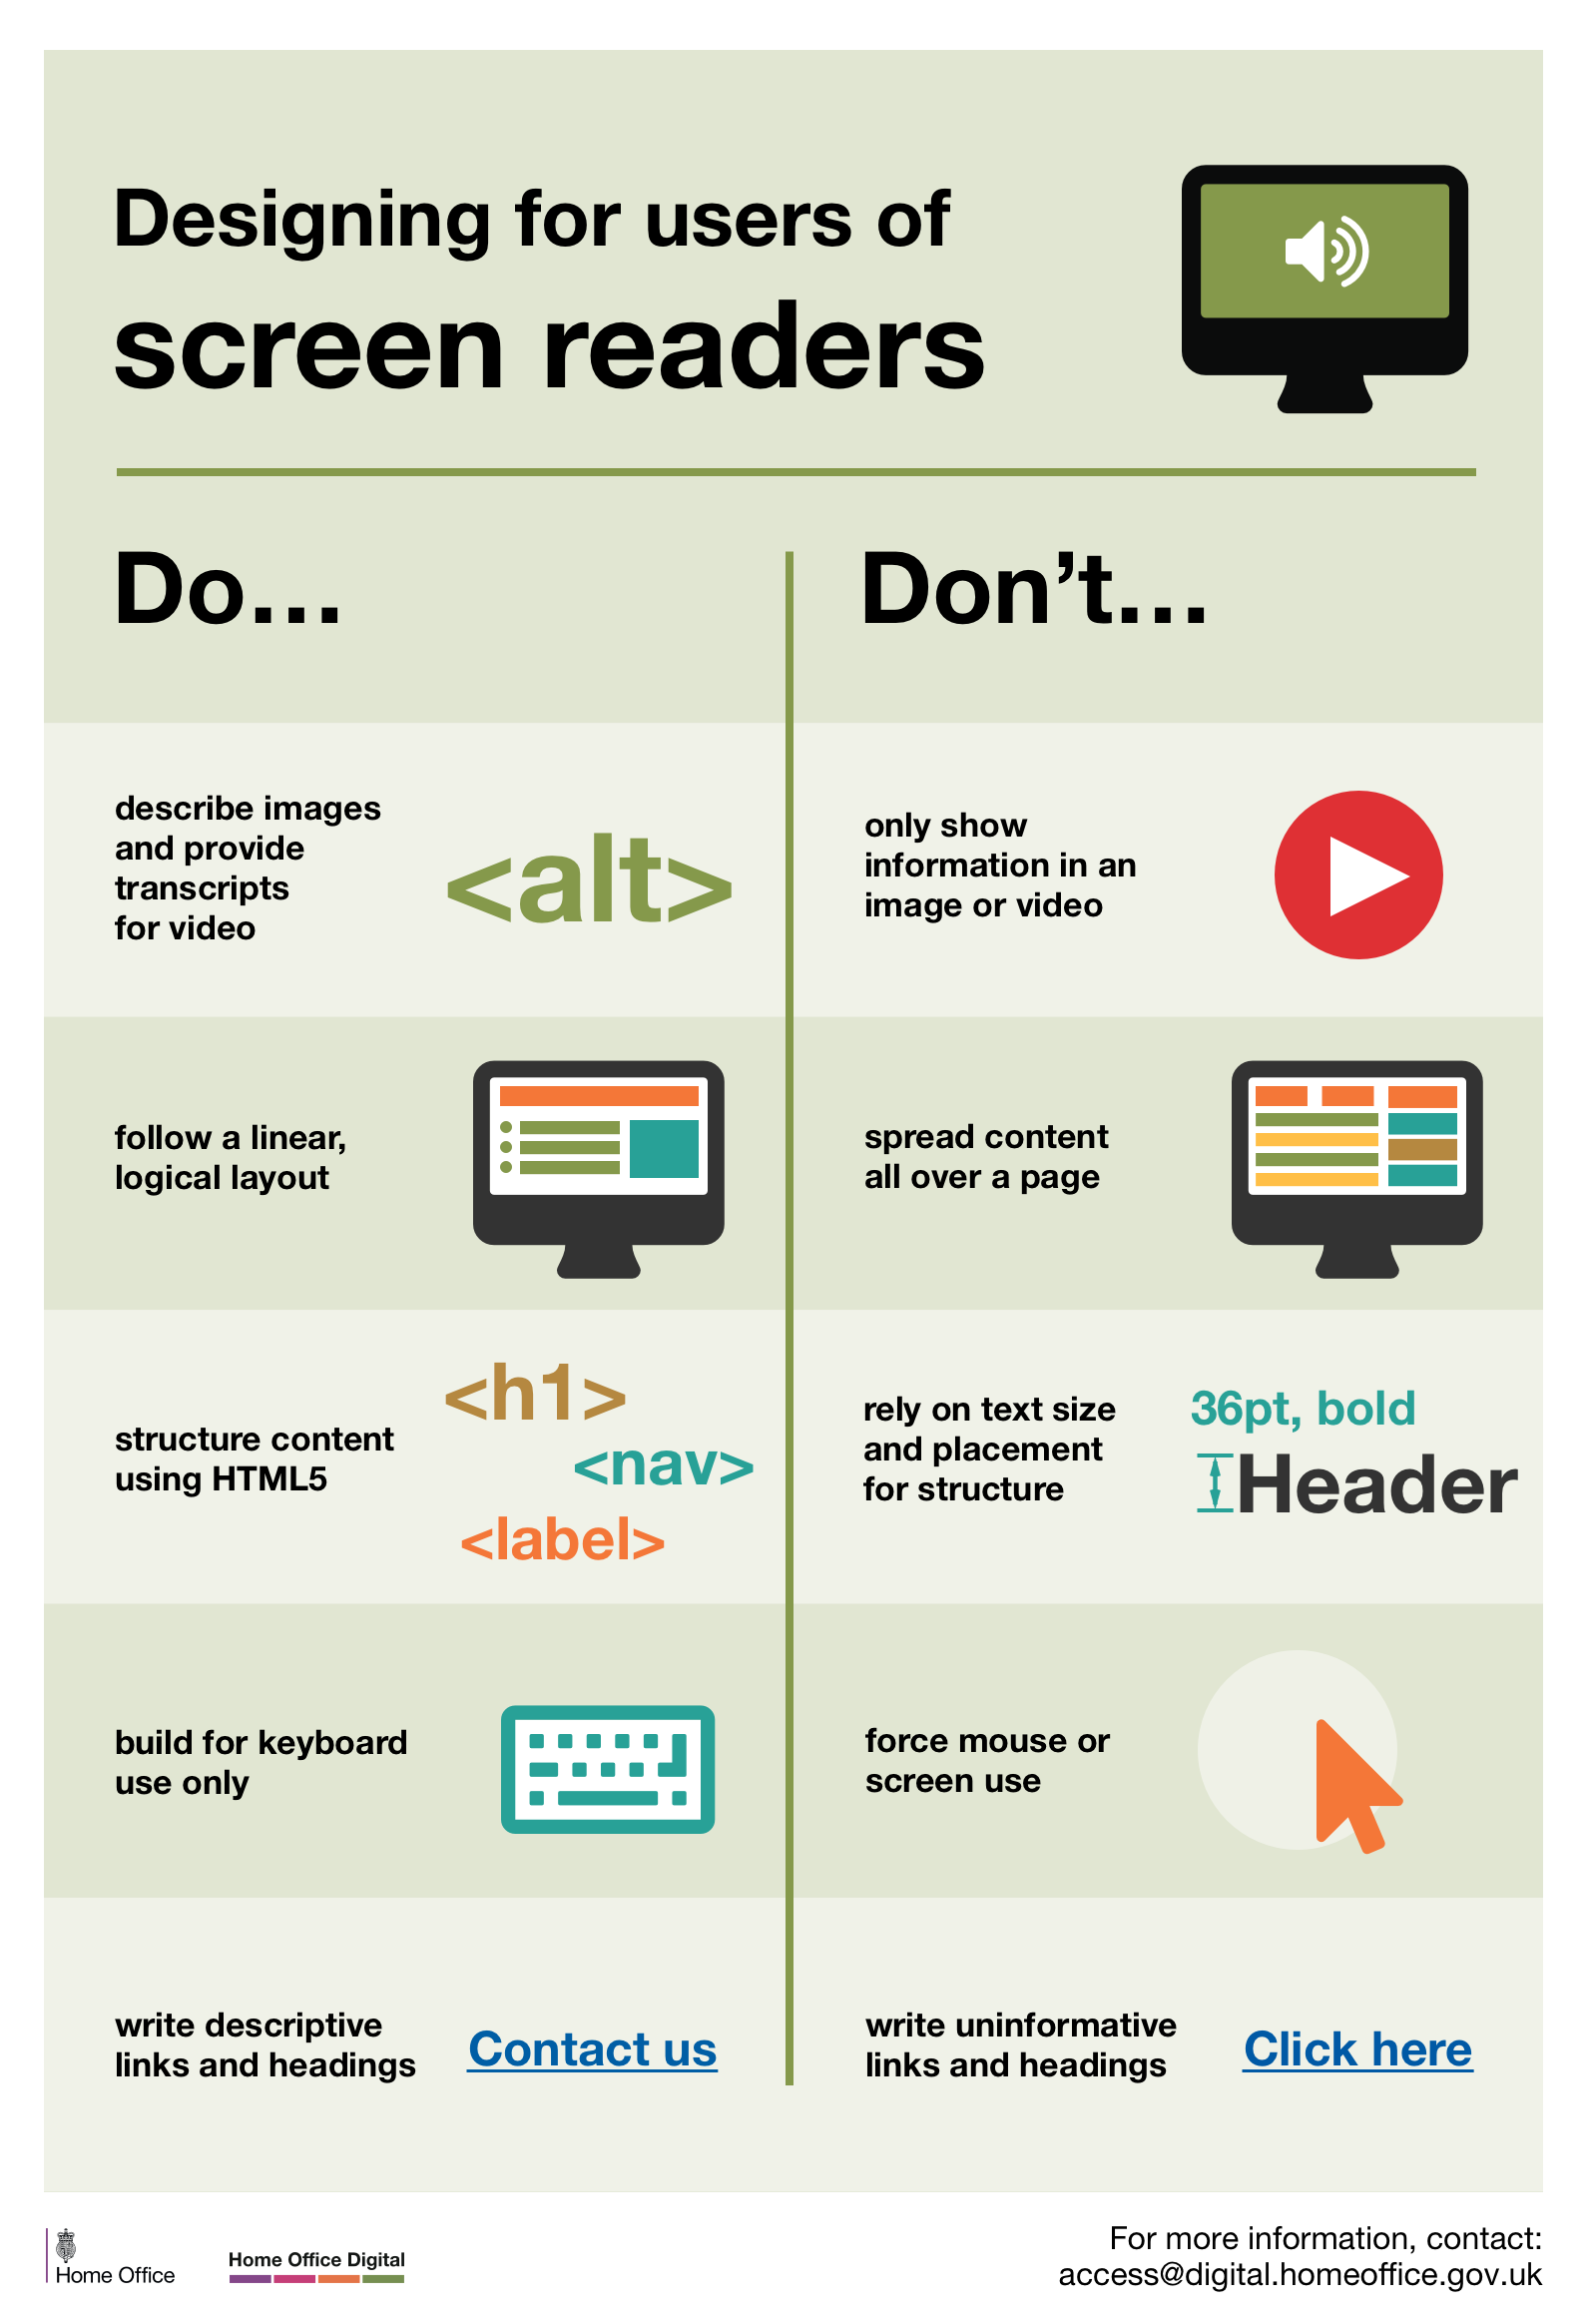 Designing for users of
screen readers
Do...
Don’t...
describe images
and provide
transcripts
for video
<alt>
only show
information in an
image or video
follow a linear,
logical layout
spread content
all over a page
structure content
using HTML5
<h1>
<nav>
<label>
rely on text size
and placement
for structure
36pt, bold
Header
build for keyboard
use only
force mouse or
screen use
write descriptive
links and headings
Contact us
write uninformative
links and headings
Click here
Home Office
Home Office Digital
For more information, contact:
access@digital.homeoffice.gov.uk